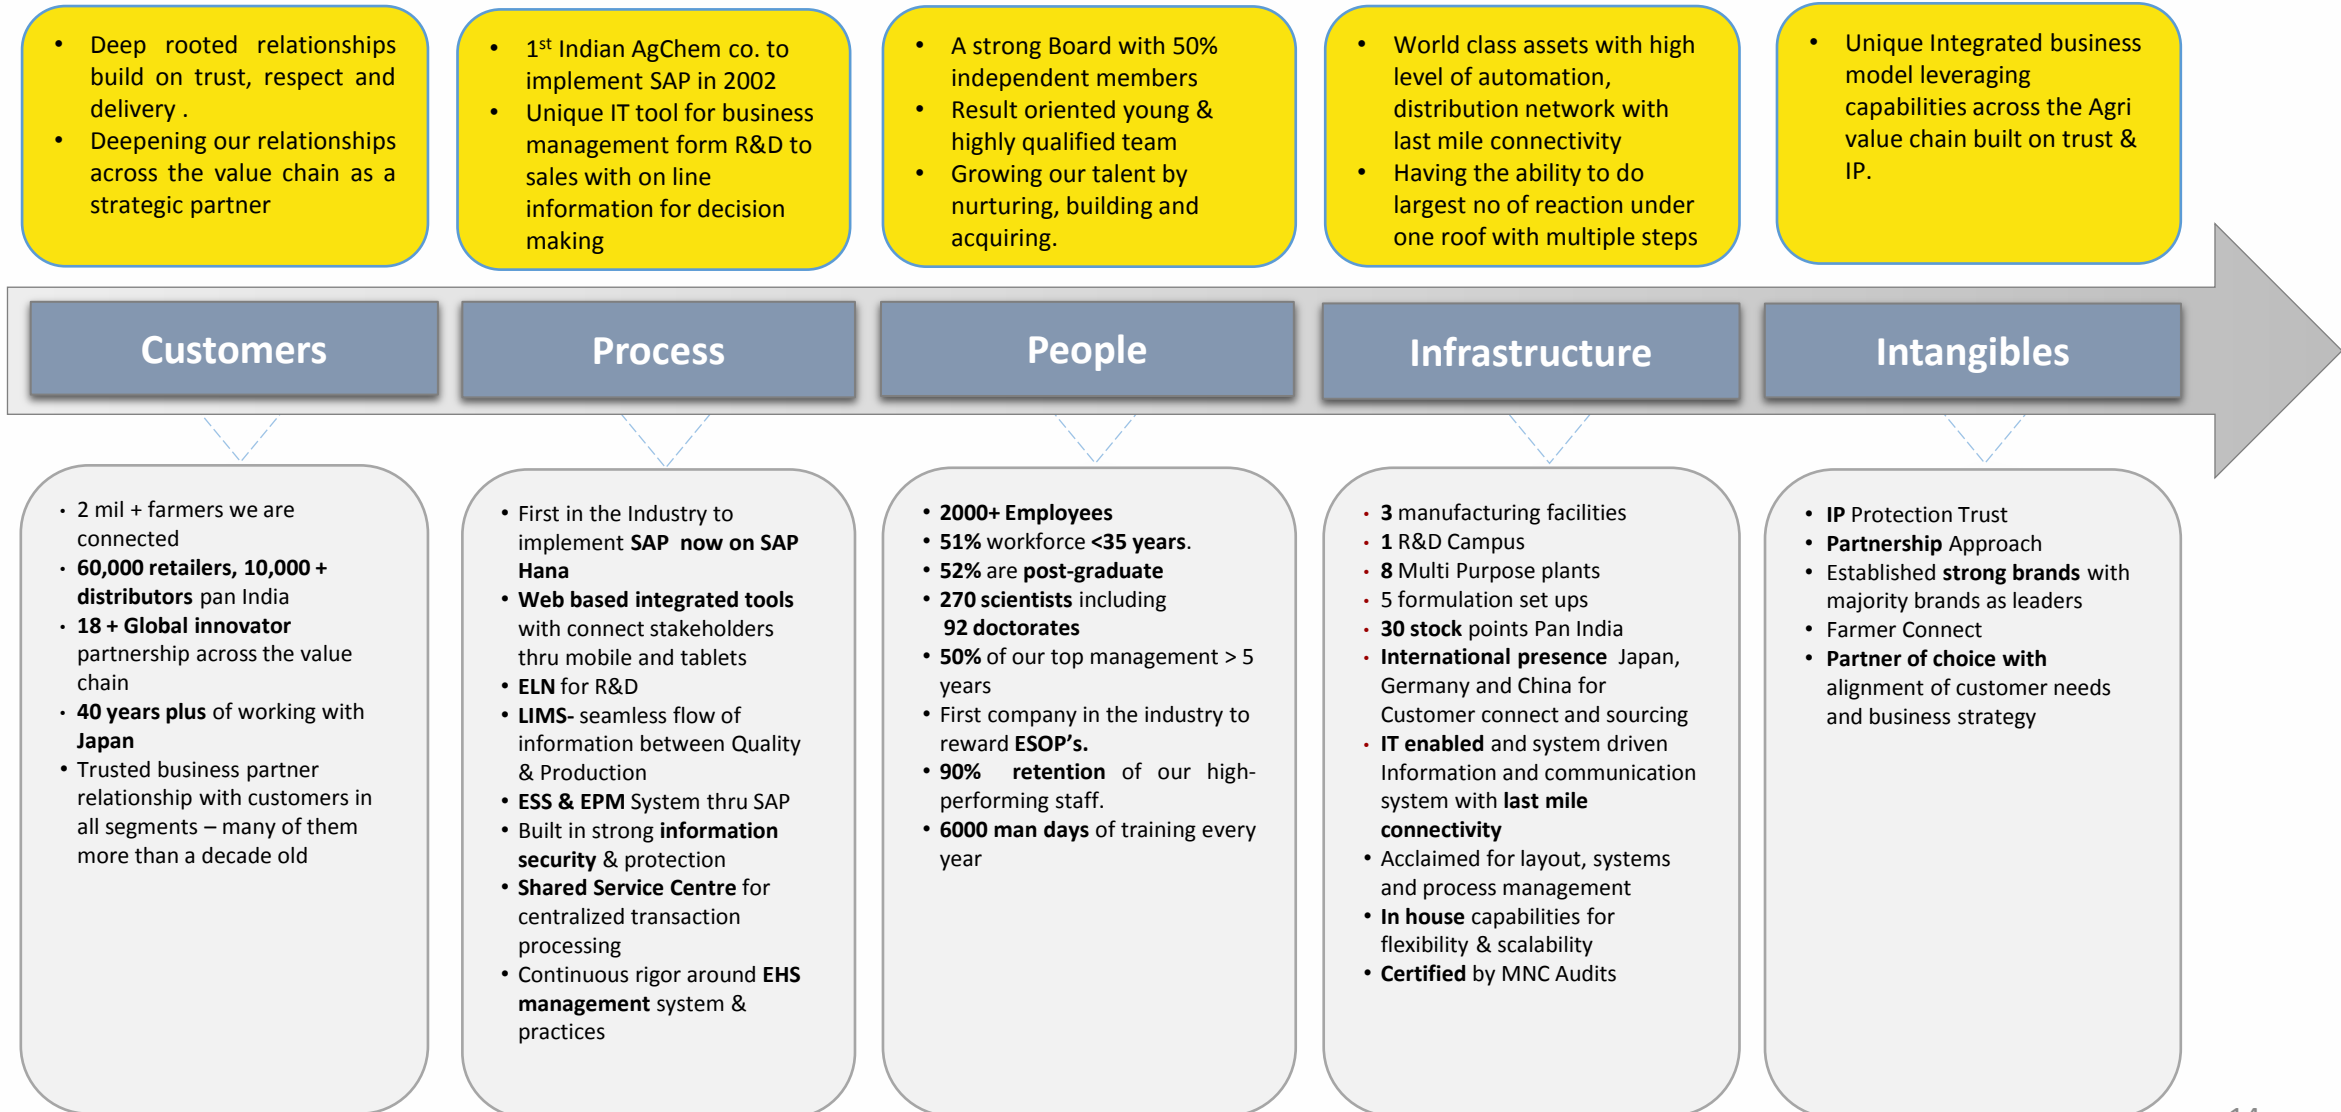 • Deep rooted relationships
build on trust, respect and
delivery .
• Deepening our relationships
across the value chain as a
strategic partner
• 1st Indian AgChem co. to
implement SAP in 2002
• Unique IT tool for business
management form R&D to
sales with on line
information for decision
making
• A strong Board with 50%
independent members
• Result oriented young &
highly qualified team
• Growing our talent by
nurturing, building and
acquiring.
• World class assets with high
level of automation,
distribution network with
last mile connectivity
• Having the ability to do
largest no of reaction under
one roof with multiple steps
• Unique Integrated business
model leveraging
capabilities across the Agri
value chain built on trust &
IP.
Customers
Process
People
Infrastructure
Intangibles
• 2 mil + farmers we are
connected
• 60,000 retailers, 10,000 +
distributors pan India
• 18 + Global innovator
partnership across the value
chain
• 40 years plus of working with
Japan
• Trusted business partner
relationship with customers in
all segments – many of them
more than a decade old
• First in the Industry to
implement SAP now on SAP
Hana
• Web based integrated tools
with connect stakeholders
thru mobile and tablets
• ELN for R&D
• LIMS- seamless flow of
information between Quality
& Production
• ESS & EPM System thru SAP
• Built in strong information
security & protection
• Shared Service Centre for
centralized transaction
processing
• Continuous rigor around EHS
management system &
practices
• 2000+ Employees
• 51% workforce <35 years.
• 52% are post-graduate
• 270 scientists including
92 doctorates
• 50% of our top management > 5
years
• First company in the industry to
reward ESOP’s.
• 90% retention of our high-
performing staff.
• 6000 man days of training every
year
• 3 manufacturing facilities
• 1 R&D Campus
• 8 Multi Purpose plants
• 5 formulation set ups
• 30 stock points Pan India
• International presence Japan,
Germany and China for
Customer connect and sourcing
• IT enabled and system driven
Information and communication
system with last mile
connectivity
• Acclaimed for layout, systems
and process management
• In house capabilities for
flexibility & scalability
• Certified by MNC Audits
• IP Protection Trust
• Partnership Approach
• Established strong brands with
majority brands as leaders
• Farmer Connect
• Partner of choice with
alignment of customer needs
and business strategy